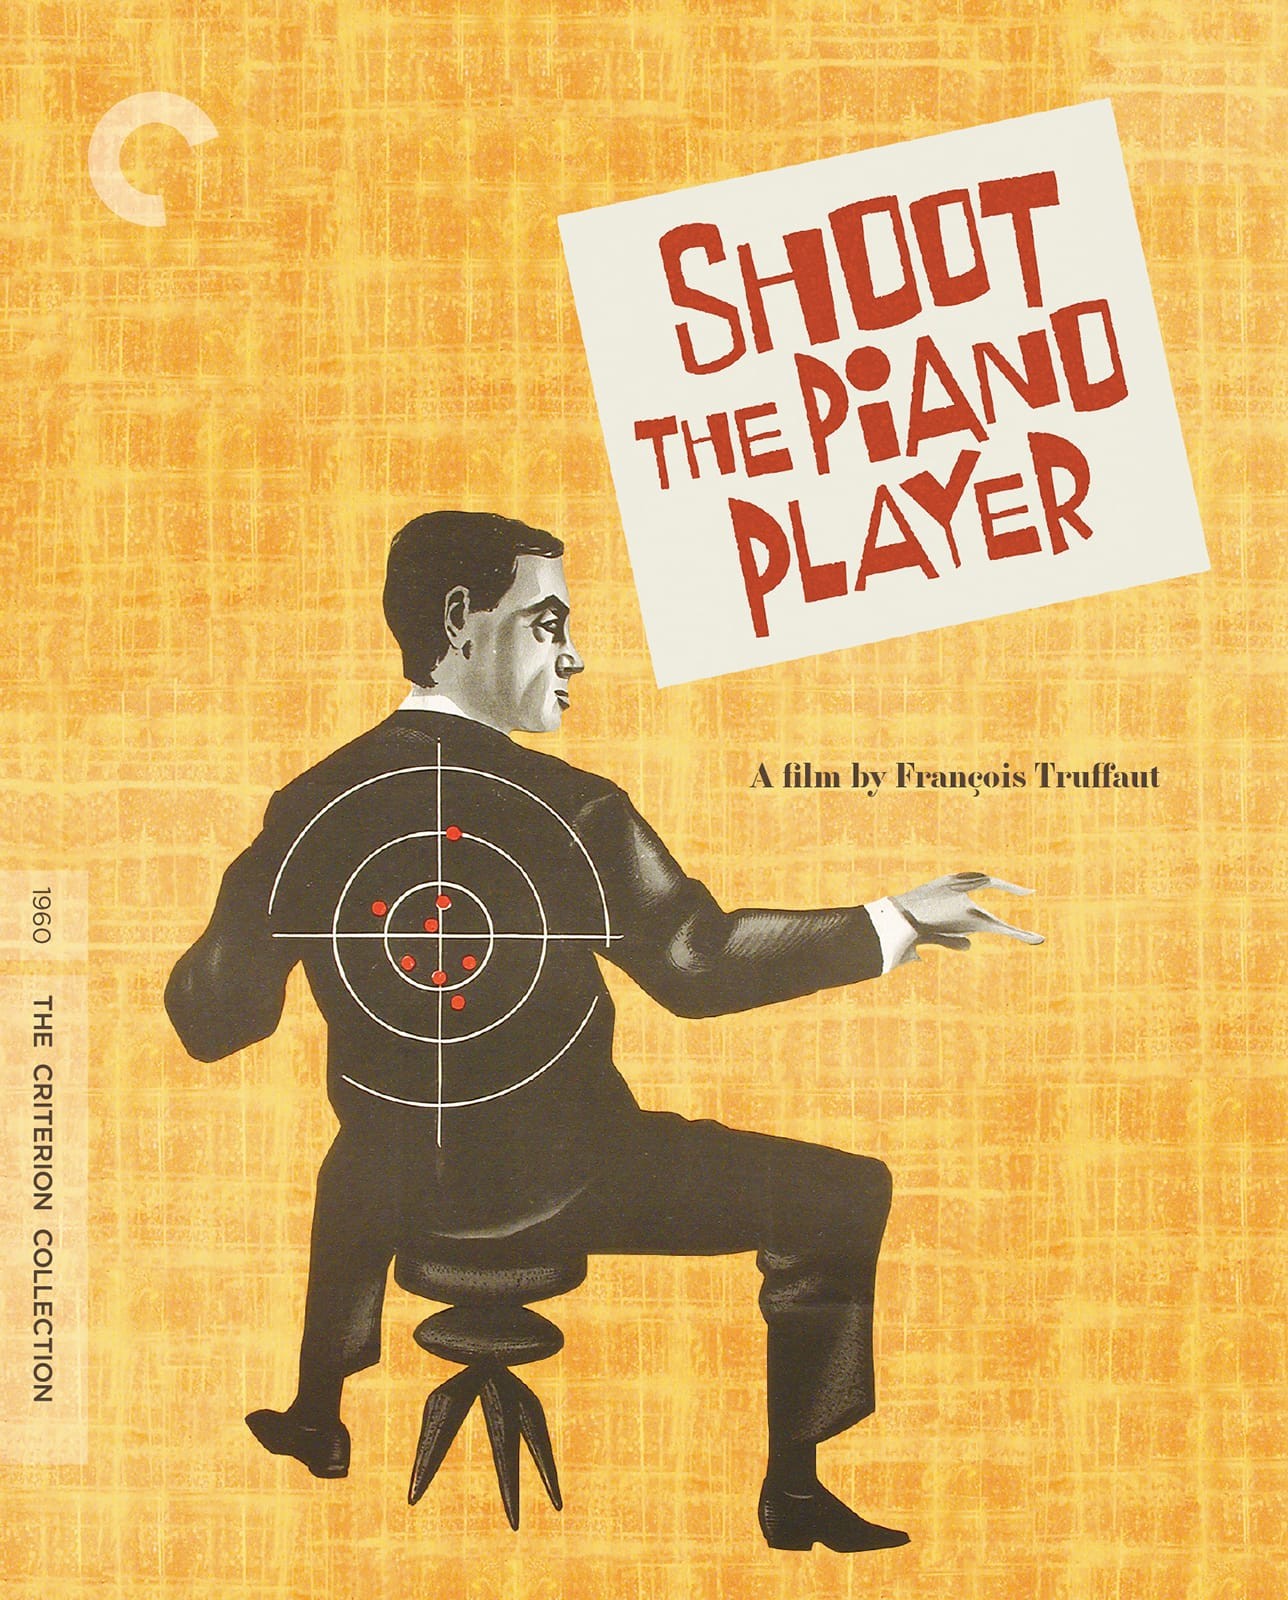 SHOOT
THE PiANO
PLAYER
A film by François Truffaut
1960 THE CRITERION COLLECTION